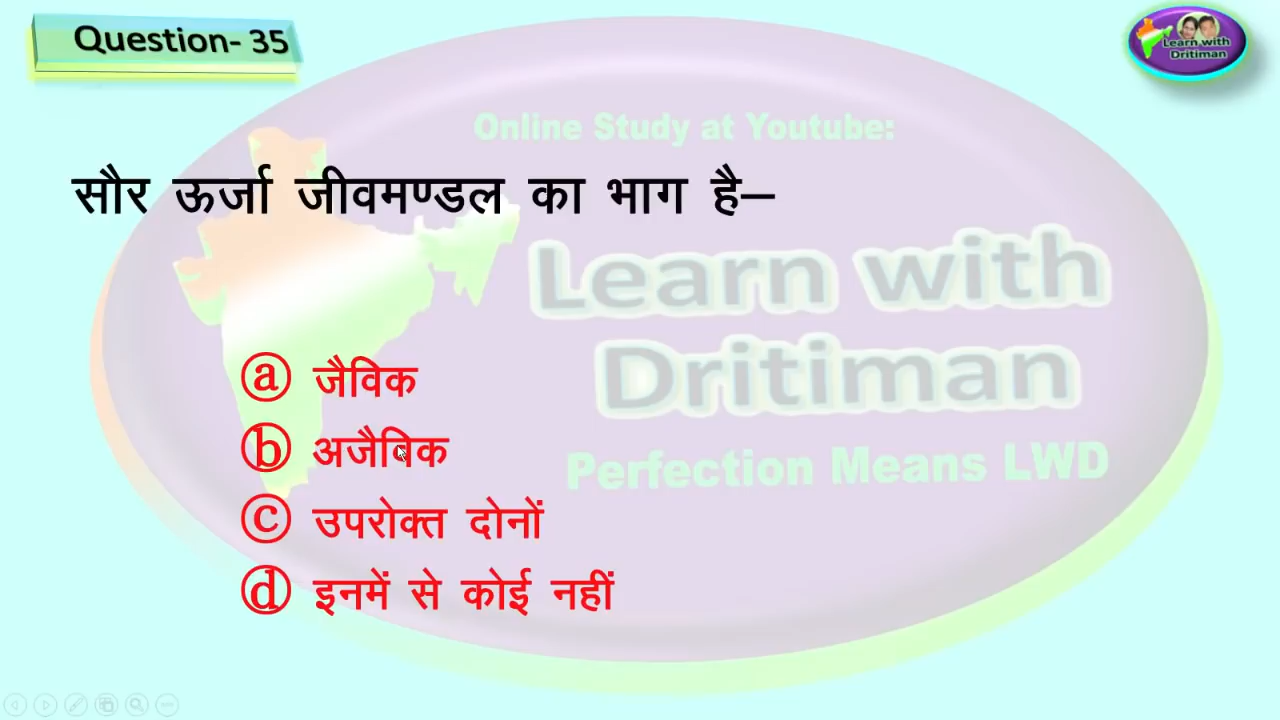 Question- 35
Learn with
Dritiman
Online Study at Youtube:
सौर ऊर्जा जीवमण्डल का भाग है–
Learn with
Dritiman
ⓐ जैविक
ⓑ अजैविक
Perfection Means LWD
ⓒ उपरोक्त दोनों
ⓓ इनमें से कोई नहीं